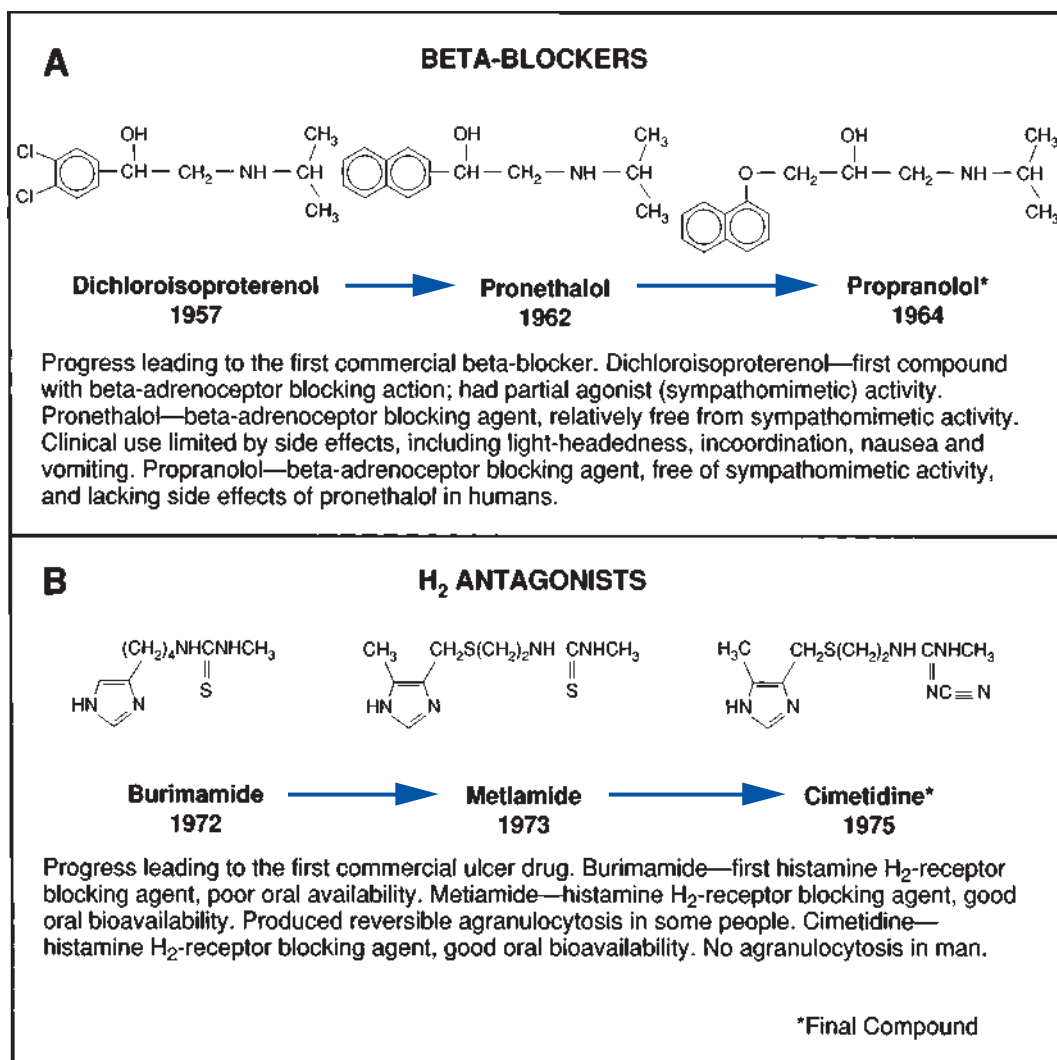 A
BETA-BLOCKERS
OH
CH3
Cl
Cl
CH — CH2 — NH — CH
CH3
OH
CH3
CH — CH2 — NH — CH
CH3
OH
CH3
O — CH2 — CH — CH2 — NH — CH
CH3
Dichloroisoproterenol
1957
Pronethalol
1962
Propranolol*
1964
Progress leading to the first commercial beta-blocker. Dichloroisoproterenol—first compound
with beta-adrenoceptor blocking action; had partial agonist (sympathomimetic) activity.
Pronethalol—beta-adrenoceptor blocking agent, relatively free from sympathomimetic activity.
Clinical use limited by side effects, including light-headedness, incoordination, nausea and
vomiting. Propranolol—beta-adrenoceptor blocking agent, free of sympathomimetic activity,
and lacking side effects of pronethalol in humans.
B
H2 ANTAGONISTS
(CH2)4NHCNHCH3
S
HN N
CH3
CH2S(CH2)2NH CNHCH3
S
HN N
H3C
CH2S(CH2)2NH CNHCH3
NC≡N
HN N
Burimamide
1972
Metlamide
1973
Cimetidine*
1975
Progress leading to the first commercial ulcer drug. Burimamide—first histamine H2-receptor
blocking agent, poor oral availability. Metiamide—histamine H2-receptor blocking agent, good
oral bioavailability. Produced reversible agranulocytosis in some people. Cimetidine—
histamine H2-receptor blocking agent, good oral bioavailability. No agranulocytosis in man.
*Final Compound